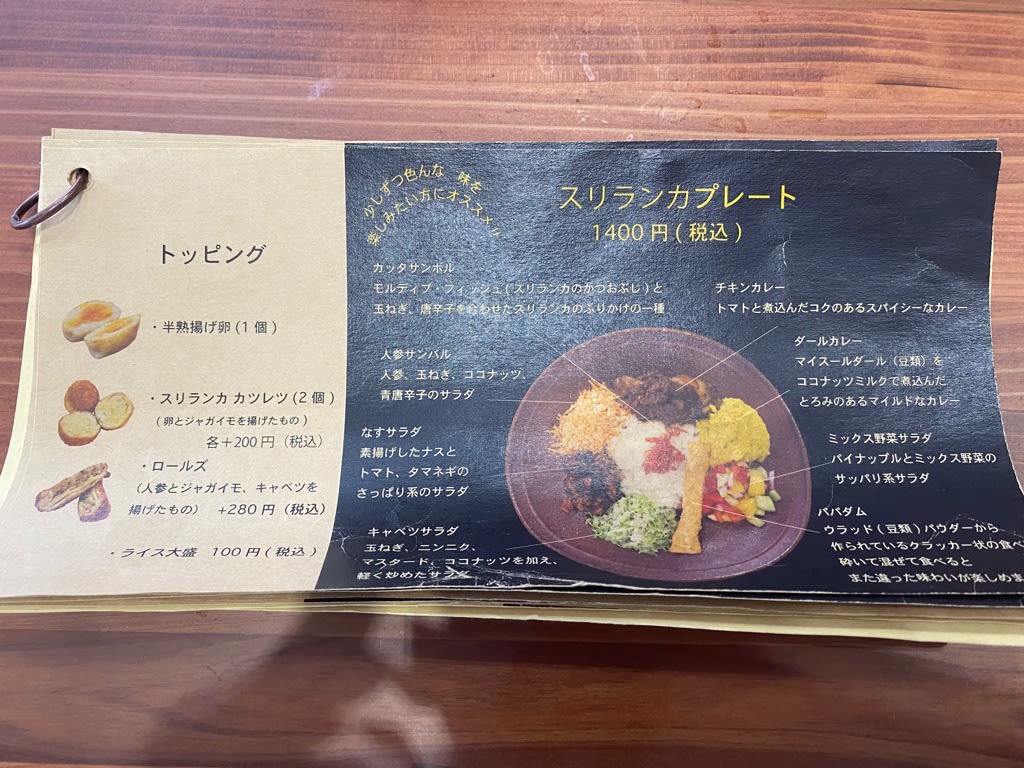 トッピング
・半熟揚げ卵(1個)
・スリランカ カツレツ(2個)
(卵とジャガイモを揚げたもの)
各+200円(税込)
・ロールズ
(人参とジャガイモ、キャベツを
揚げたもの) +280円(税込)
・ライス大盛 100円(税込)
少しずつ色んな 味を
楽しみたい方にオススメ!!
スリランカプレート
1400円(税込)
カッタサンボル
モルディブ・フィッシュ(スリランカのかつおぶし)と
玉ねぎ、唐辛子を合わせたスリランカのふりかけの一種
人参サンバル
人参、玉ねぎ、ココナッツ、
青唐辛子のサラダ
なすサラダ
素揚げしたナスと
トマト、タマネギの
さっぱり系のサラダ
キャベツサラダ
玉ねぎ、ニンニク、
マスタード、ココナッツを加え、
軽く炒めたサラダ
チキンカレー
トマトと煮込んだコクのあるスパイシーなカレー
ダールカレー
マイスールダール(豆類)を
ココナッツミルクで煮込んだ
とろみのあるマイルドなカレー
ミックス野菜サラダ
パイナップルとミックス野菜の
サッパリ系サラダ
パパダム
ウラッド(豆類)パウダーから
作られているクラッカー状の食べ
砕いて混ぜて食べると
また違った味わいが楽しめま